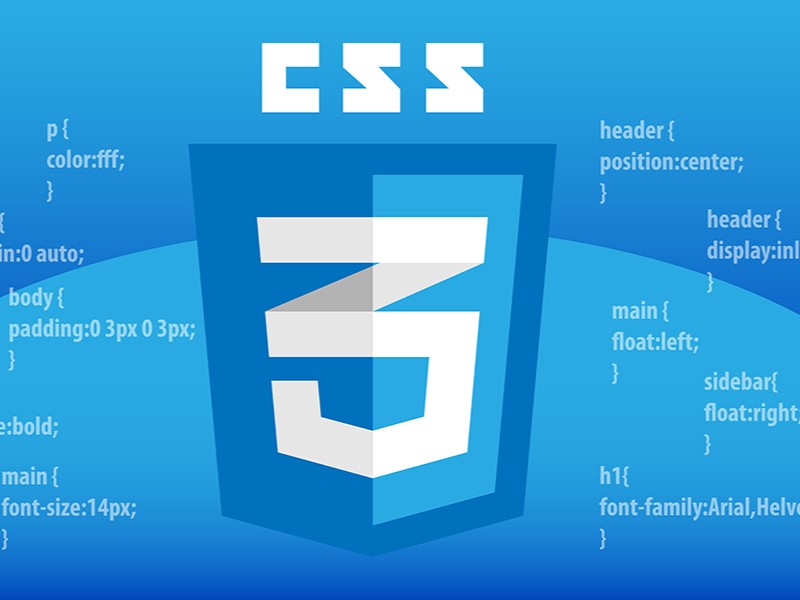 CSS
3
p {
color:fff;
}
{
in:0 auto;
body {
padding:0 3px 0 3px;
}
e:bold;
main {
font-size:14px;
}
header {
position:center;
}
header {
display:inl
}
main {
float:left;
}
sidebar{
float:right;
}
h1{
font-family:Arial,Helve
}